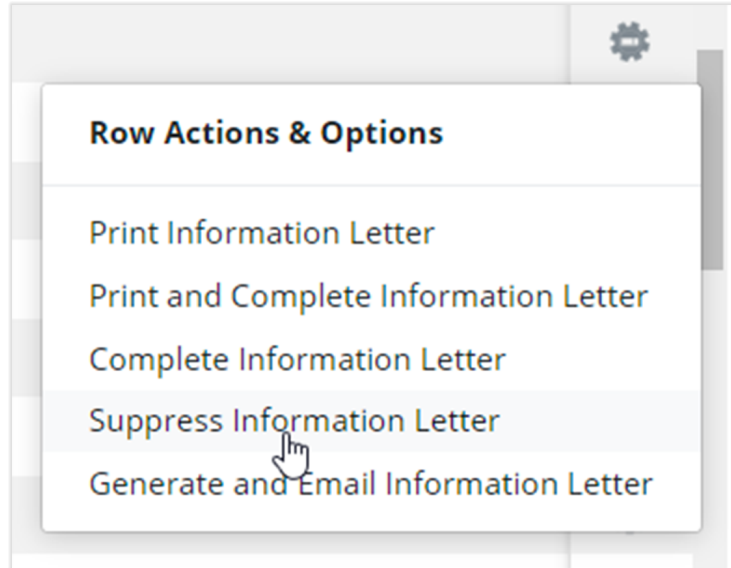 Row Actions & Options
Print Information Letter
Print and Complete Information Letter
Complete Information Letter
Suppress Information Letter
Generate and Email Information Letter